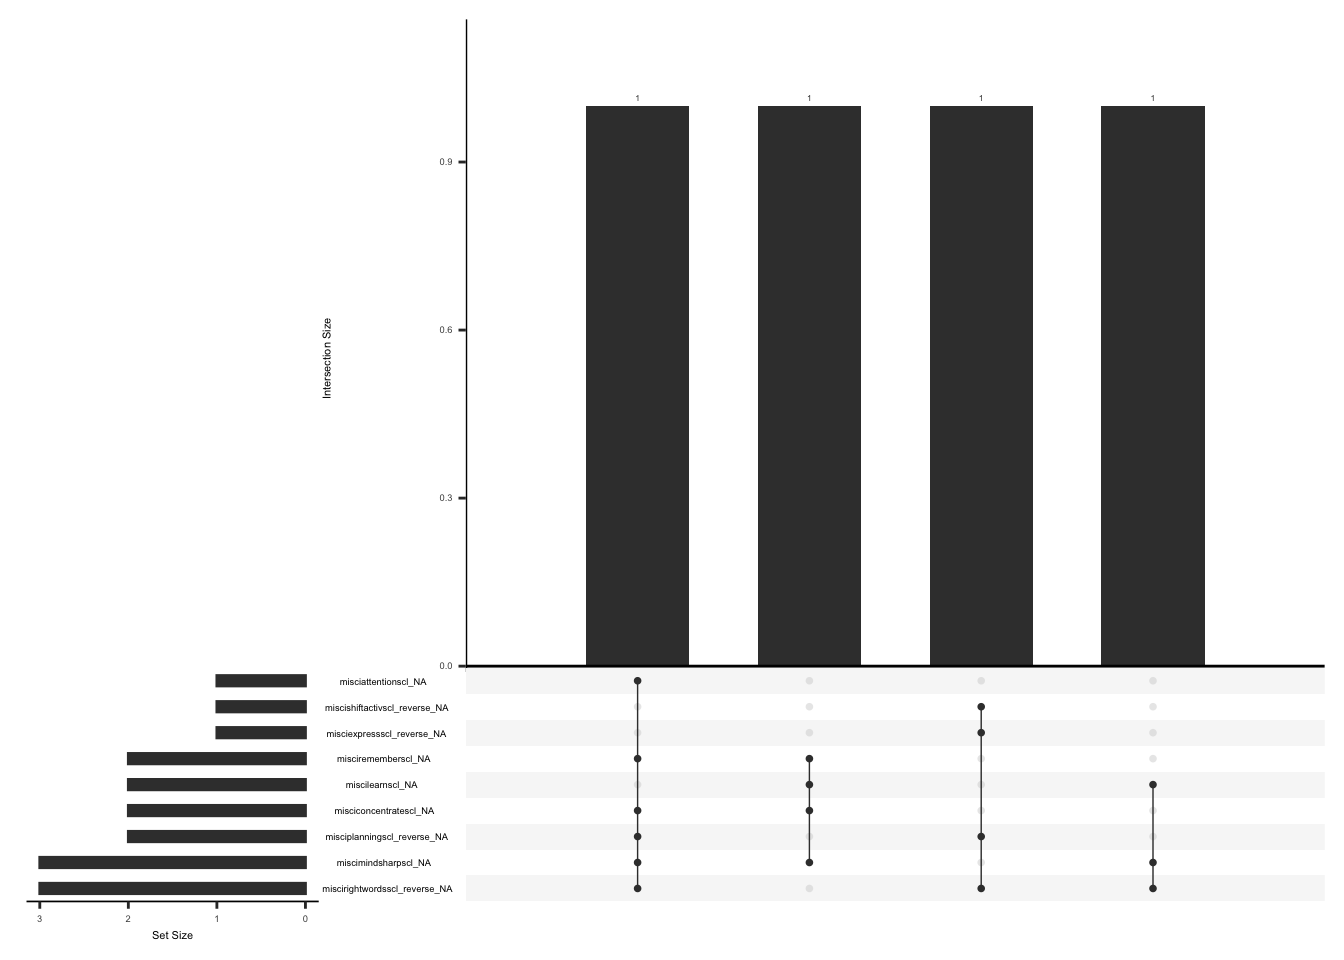 1 1 1 1
0.9
0.6
Intersection Size
0.3
0.0
misciattentionscl_NA
miscishiftactivscl_reverse_NA
misciexpressscl_reverse_NA
misciremeberscl_NA
miscilearnscl_NA
misciconcentratescl_NA
misciplanningscl_reverse_NA
miscimindsharpscl_NA
miscirightwordsscl_reverse_NA
3 2 1 0
Set Size